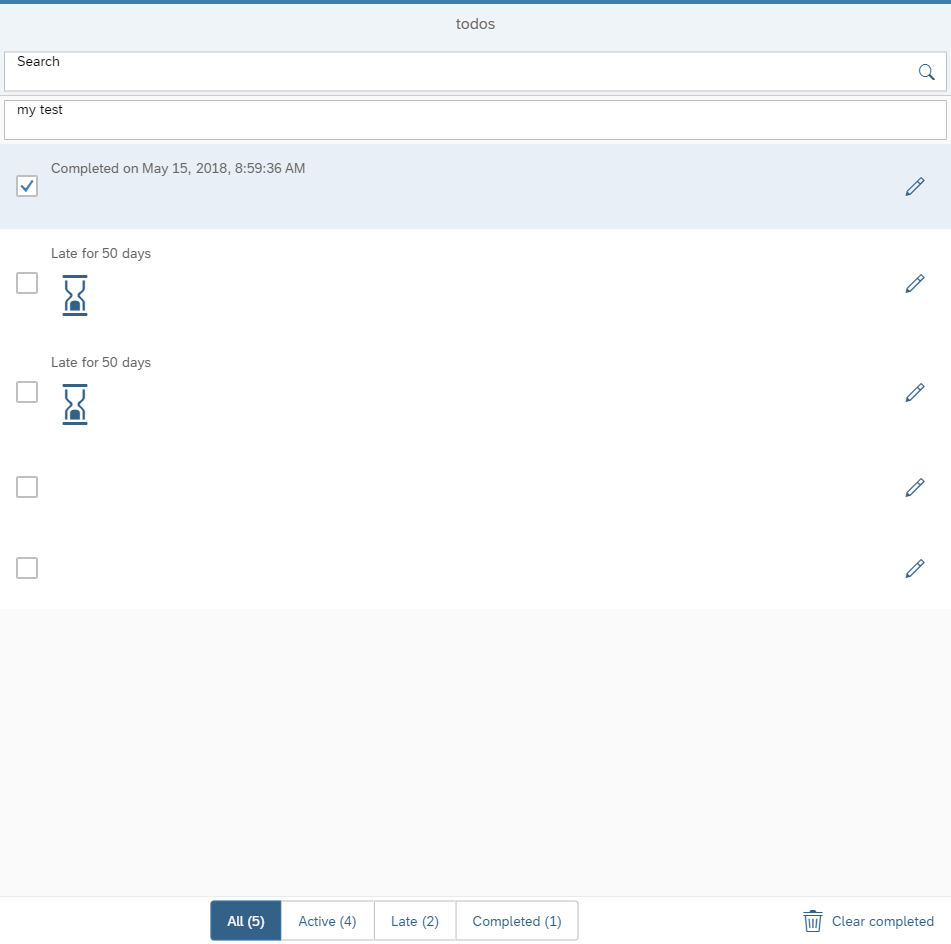 todos
Search
my test
Completed on May 15, 2018, 8:59:36 AM
Late for 50 days
Late for 50 days
All (5) Active (4) Late (2) Completed (1) Clear completed